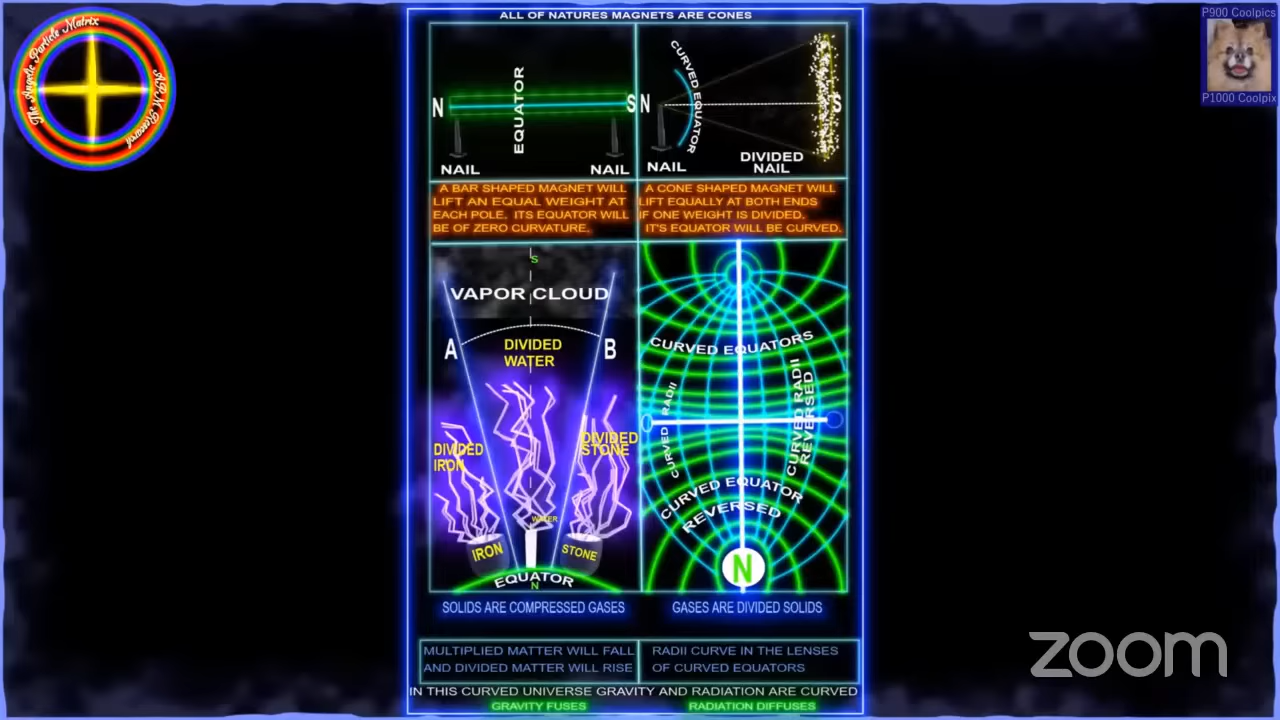 ALL OF NATURES MAGNETS ARE CONES
The Angelic Particle Matrix
A.P.M Research
P900 Coolpics
P1000 Coolpix
N
EQUATOR
S
NAIL
NAIL
N
CURVED EQUATOR
S
NAIL
DIVIDED
NAIL
A BAR SHAPED MAGNET WILL
LIFT AN EQUAL WEIGHT AT
EACH POLE. ITS EQUATOR WILL
BE OF ZERO CURVATURE.
A CONE SHAPED MAGNET WILL
LIFT EQUALLY AT BOTH ENDS
IF ONE WEIGHT IS DIVIDED.
IT'S EQUATOR WILL BE CURVED.
S
VAPOR CLOUD
A
DIVIDED
WATER
B
DIVIDED
IRON
DIVIDED
STONE
WATER
IRON
STONE
EQUATOR
N
CURVED EQUATORS
CURVED RADII
CURVED RADII
REVERSED
CURVED EQUATOR
REVERSED
N
SOLIDS ARE COMPRESSED GASES
GASES ARE DIVIDED SOLIDS
MULTIPLIED MATTER WILL FALL
AND DIVIDED MATTER WILL RISE
RADII CURVE IN THE LENSES
OF CURVED EQUATORS
IN THIS CURVED UNIVERSE GRAVITY AND RADIATION ARE CURVED
GRAVITY FUSES
RADIATION DIFFUSES
zoom